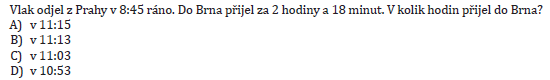 Vlak odjel z Prahy v 8:45 ráno. Do Brna přijel za 2 hodiny a 18 minut. V kolik hodin přijel do Brna?
A) v 11:15
B) v 11:13
C) v 11:03
D) v 10:53